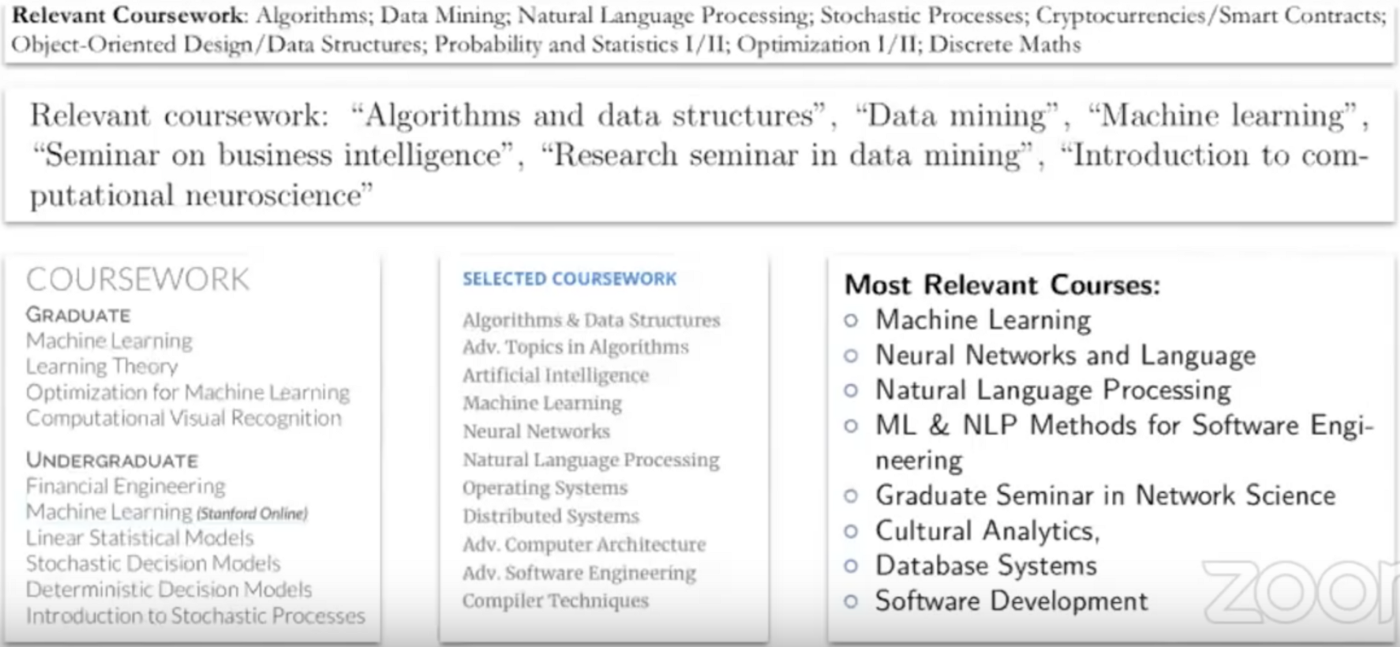 Relevant Coursework: Algorithms; Data Mining; Natural Language Processing; Stochastic Processes; Cryptocurrencies/Smart Contracts;
Object-Oriented Design/Data Structures; Probability and Statistics I/II; Optimization I/II; Discrete Maths
Relevant coursework: “Algorithms and data structures”, “Data mining”, “Machine learning”,
“Seminar on business intelligence”, “Research seminar in data mining”, “Introduction to com-
putational neuroscience”
COURSEWORK
GRADUATE
Machine Learning
Learning Theory
Optimization for Machine Learning
Computational Visual Recognition
UNDERGRADUATE
Financial Engineering
Machine Learning (Stanford Online)
Linear Statistical Models
Stochastic Decision Models
Deterministic Decision Models
Introduction to Stochastic Processes
SELECTED COURSEWORK
Algorithms & Data Structures
Adv. Topics in Algorithms
Artificial Intelligence
Machine Learning
Neural Networks
Natural Language Processing
Operating Systems
Distributed Systems
Adv. Computer Architecture
Adv. Software Engineering
Compiler Techniques
Most Relevant Courses:
○ Machine Learning
○ Neural Networks and Language
○ Natural Language Processing
○ ML & NLP Methods for Software Engi-
neering
○ Graduate Seminar in Network Science
○ Cultural Analytics,
○ Database Systems
○ Software Development